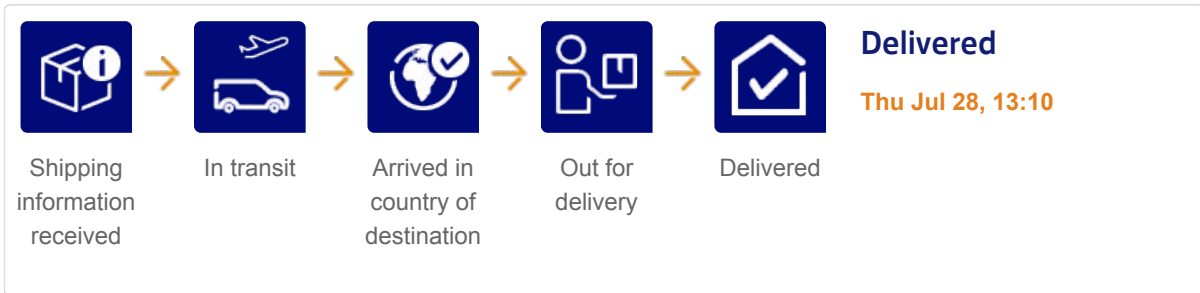 Shipping
information
received
In transit
Arrived in
country of
destination
Out for
delivery
Delivered
Delivered
Thu Jul 28, 13:10